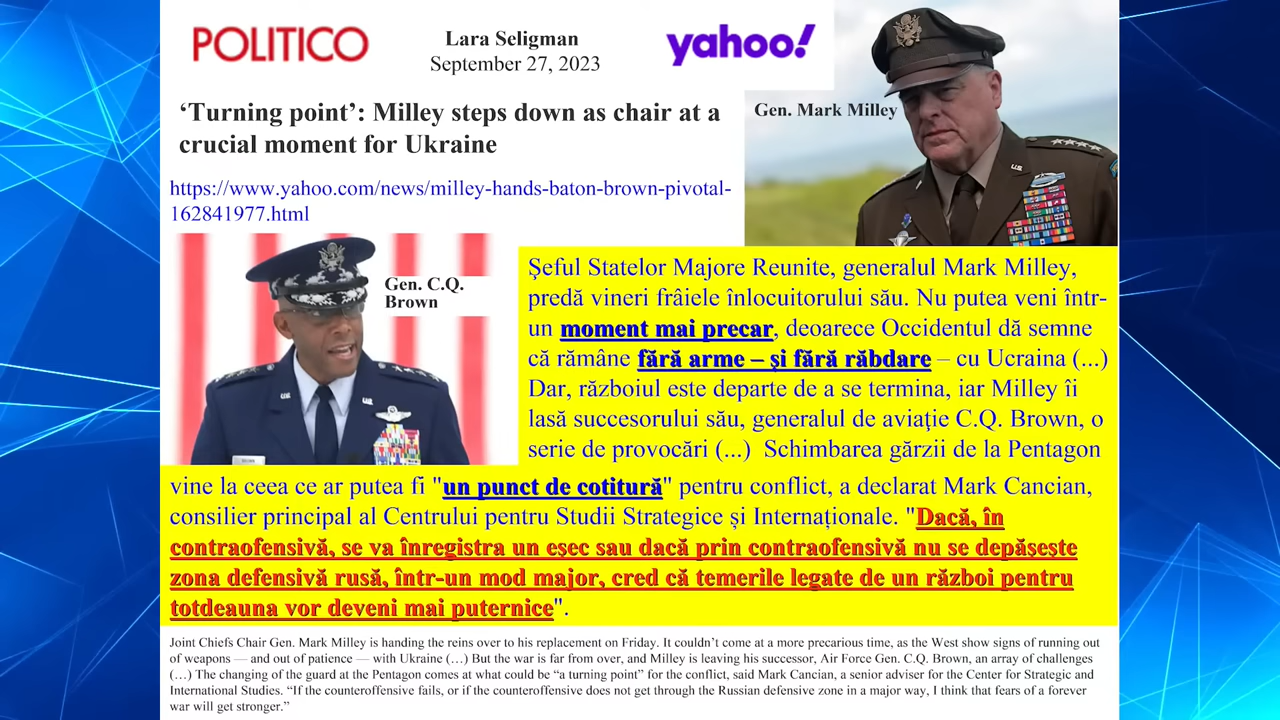 POLITICO
Lara Seligman
September 27, 2023
yahoo!
‘Turning point’: Milley steps down as chair at a
crucial moment for Ukraine
Gen. Mark Milley
https://www.yahoo.com/news/milley-hands-baton-brown-pivotal-
162841977.html
Gen. C.Q.
Brown
Şeful Statelor Majore Reunite, generalul Mark Milley,
predă vineri frâiele înlocuitorului său. Nu putea veni într-
un moment mai precar, deoarece Occidentul dă semne
că rămâne fără arme – şi fără răbdare – cu Ucraina (...)
Dar, războiul este departe de a se termina, iar Milley îi
lasă succesorului său, generalul de aviaţie C.Q. Brown, o
serie de provocări (...) Schimbarea gărzii de la Pentagon
vine la ceea ce ar putea fi "un punct de cotitură" pentru conflict, a declarat Mark Cancian,
consilier principal al Centrului pentru Studii Strategice și Internaționale. "Dacă, în
contraofensivă, se va înregistra un eșec sau dacă prin contraofensivă nu se depășește
zona defensivă rusă, într-un mod major, cred că temerile legate de un război pentru
totdeauna vor deveni mai puternice".
Joint Chiefs Chair Gen. Mark Milley is handing the reins over to his replacement on Friday. It couldn’t come at a more precarious time, as the West show signs of running out
of weapons — and out of patience — with Ukraine (…) But the war is far from over, and Milley is leaving his successor, Air Force Gen. C.Q. Brown, an array of challenges
(…) The changing of the guard at the Pentagon comes at what could be “a turning point” for the conflict, said Mark Cancian, a senior adviser for the Center for Strategic and
International Studies. “If the counteroffensive fails, or if the counteroffensive does not get through the Russian defensive zone in a major way, I think that fears of a forever
war will get stronger.”